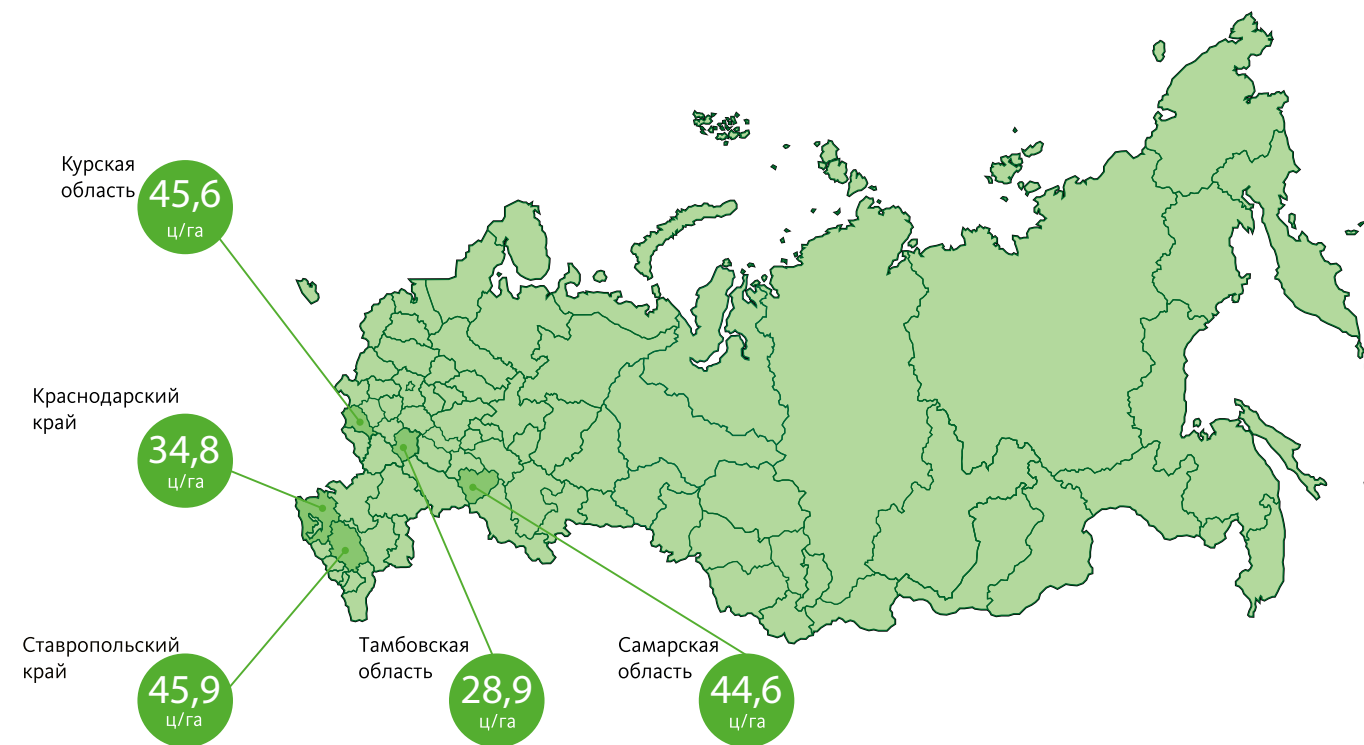 Курская
область
45,6
ц/га
Краснодарский
край
34,8
ц/га
Ставропольский
край
45,9
ц/га
Тамбовская
область
28,9
ц/га
Самарская
область
44,6
ц/га